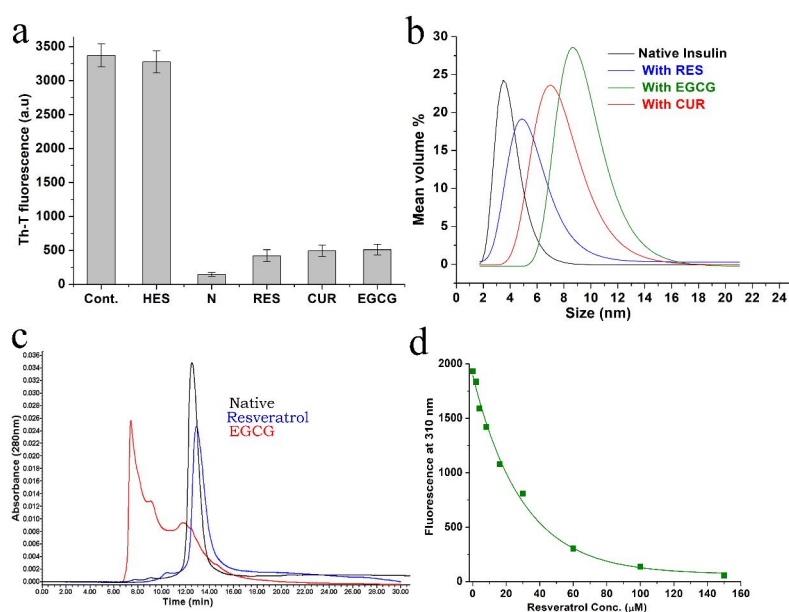 a
3500
3000
2500
2000
1500
1000
500
0
Th-T fluorescence (a.u)
Cont. HES N RES CUR EGCG
b
30
25
20
15
10
5
0
Mean volume %
Native Insulin
With RES
With EGCG
With CUR
0 2 4 6 8 10 12 14 16 18 20 22 24
Size (nm)
c
0.036
0.034
0.032
0.030
0.028
0.026
0.024
0.022
0.020
0.018
0.016
0.014
0.012
0.010
0.008
0.006
0.004
0.002
0.000
Absorbance (280nm)
Native
Resveratrol
EGCG
0.00 2.00 4.00 6.00 8.00 10.00 12.00 14.00 16.00 18.00 20.00 22.00 24.00 26.00 28.00 30.00
Time (min)
d
2000
1500
1000
500
0
Fluorescence at 310 nm
0 20 40 60 80 100 120 140 160
Resveratrol Conc. (µM)